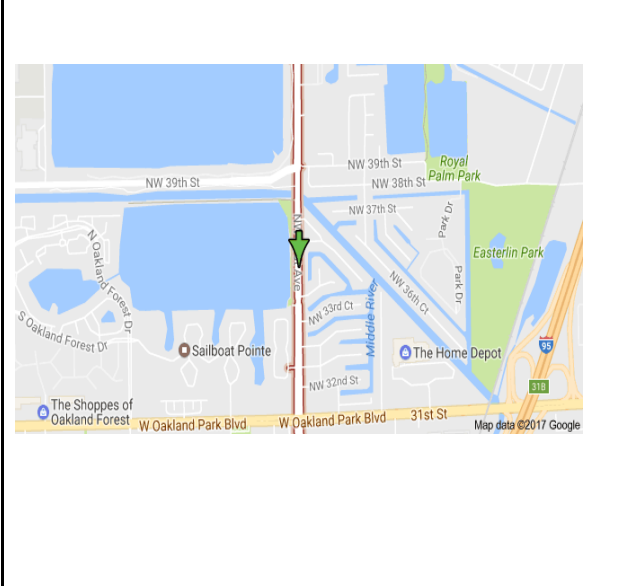 NW 39th St
NW 39th St
NW 38th St
Royal
Palm Park
NW 37th St
Park Dr
N Oakland Forest Dr
Easterlin Park
NW
Ave
NW 36th Ct
Park Dr
Middle River
NW 33rd Ct
S Oakland Forest Dr
Sailboat Pointe
The Home Depot
95
NW 32nd St
31B
The Shoppes of
Oakland Forest
W Oakland Park Blvd
W Oakland Park Blvd
31st St
Map data ©2017 Google